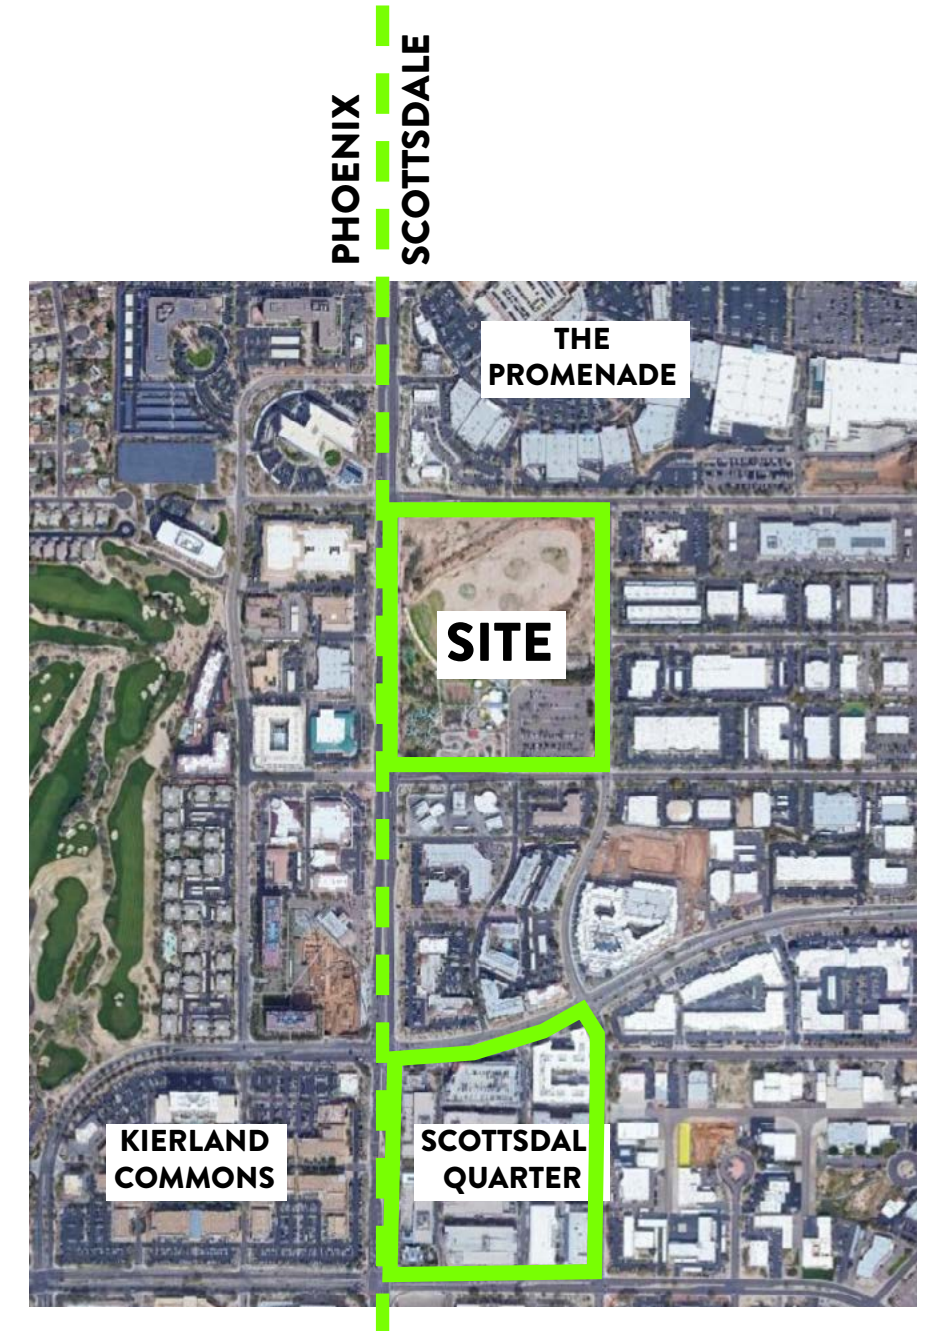 PHOENIX
SCOTTSDALE
THE
PROMENADE
SITE
KIERLAND
COMMONS
SCOTTSDAL
QUARTER